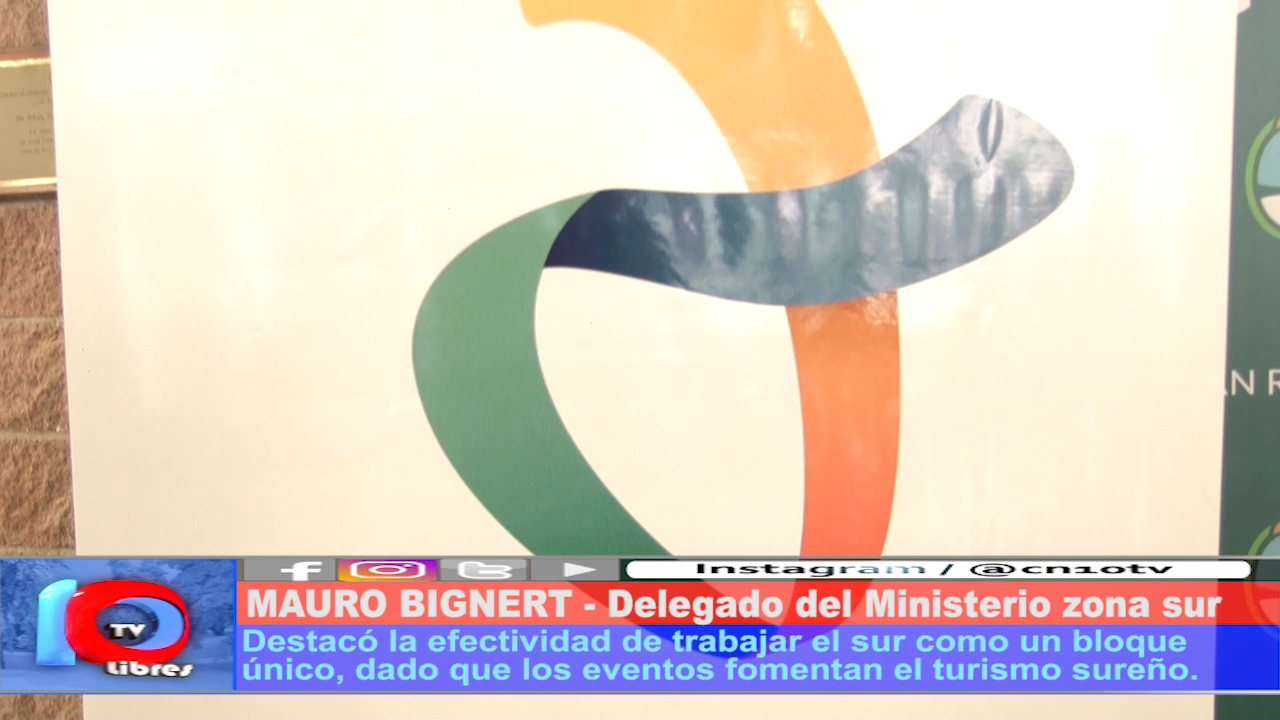 AN R
Instagram / @cn10tv
MAURO BIGNERT - Delegado del Ministerio zona sur
Destacó la efectividad de trabajar el sur como un bloque
único, dado que los eventos fomentan el turismo sureño.
10
TV
Libres